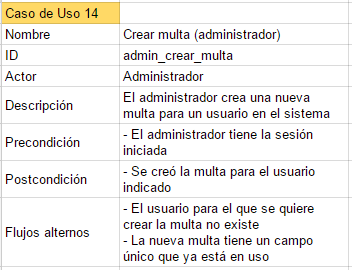 Caso de Uso 14
Nombre
Crear multa (administrador)
ID
admin_crear_multa
Actor
Administrador
Descripción
El administrador crea una nueva
multa para un usuario en el sistema
Precondición
- El administrador tiene la sesión
iniciada
Postcondición
- Se creó la multa para el usuario
indicado
Flujos alternos
- El usuario para el que se quiere
crear la multa no existe
- La nueva multa tiene un campo
único que ya está en uso